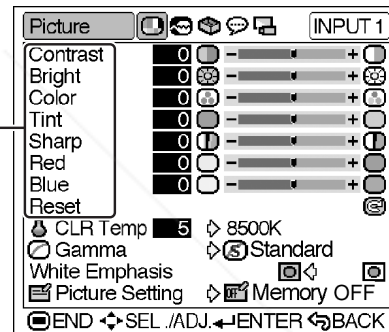 Picture INPUT 1
Contrast 0 - +
Bright 0 - +
Color 0 - +
Tint 0 - +
Sharp 0 - +
Red 0 - +
Blue 0 - +
Reset
CLR Temp 5 8500K
Gamma S Standard
White Emphasis
Picture Setting OFF Memory OFF
END SEL ./ADJ. ENTER BACK